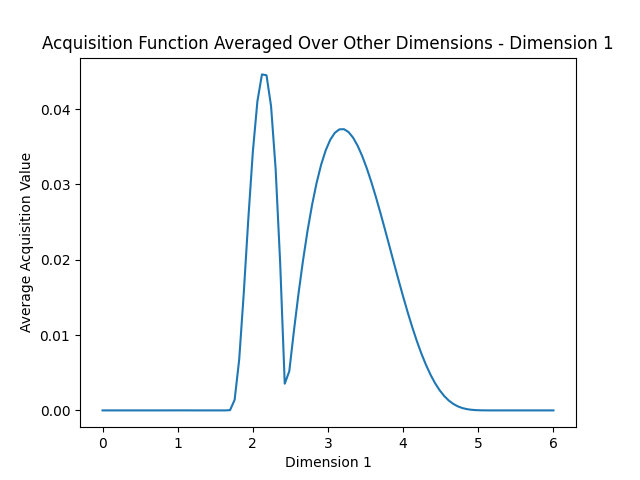 Acquisition Function Averaged Over Other Dimensions - Dimension 1
Average Acquisition Value
0.04
0.03
0.02
0.01
0.00
0 1 2 3 4 5 6
Dimension 1